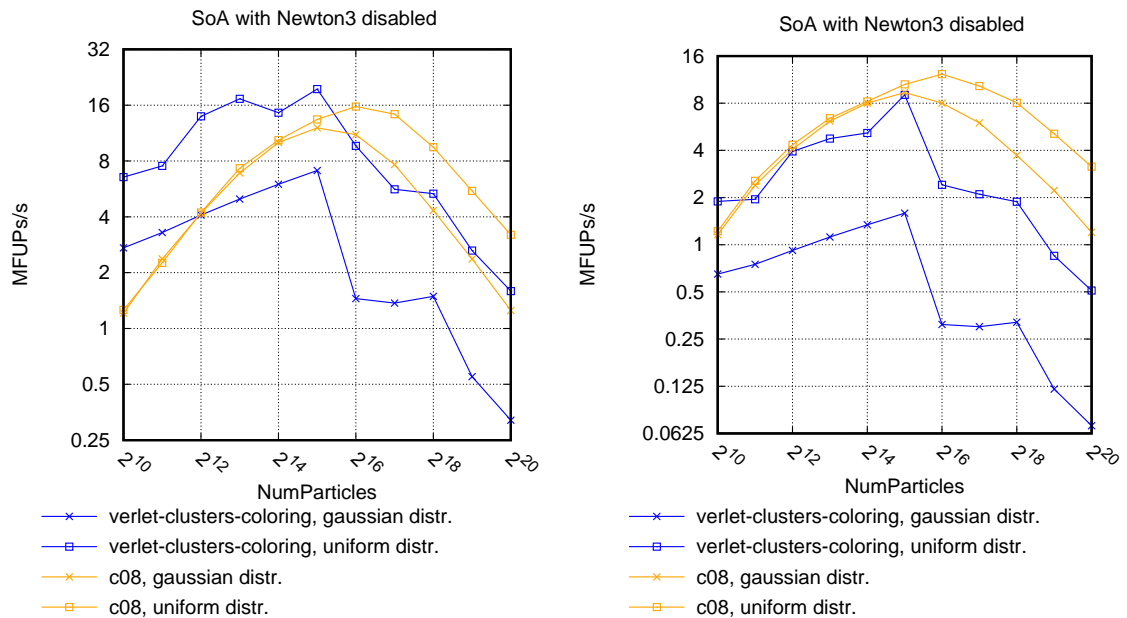 SoA with Newton3 disabled
32
16
8
4
2
1
0.5
0.25
MFUPs/s
2^10
2^12
2^14
2^16
2^18
2^20
NumParticles
verlet-clusters-coloring, gaussian distr.
verlet-clusters-coloring, uniform distr.
c08, gaussian distr.
c08, uniform distr.
SoA with Newton3 disabled
16
8
4
2
1
0.5
0.25
0.125
0.0625
MFUPs/s
2^10
2^12
2^14
2^16
2^18
2^20
NumParticles
verlet-clusters-coloring, gaussian distr.
verlet-clusters-coloring, uniform distr.
c08, gaussian distr.
c08, uniform distr.